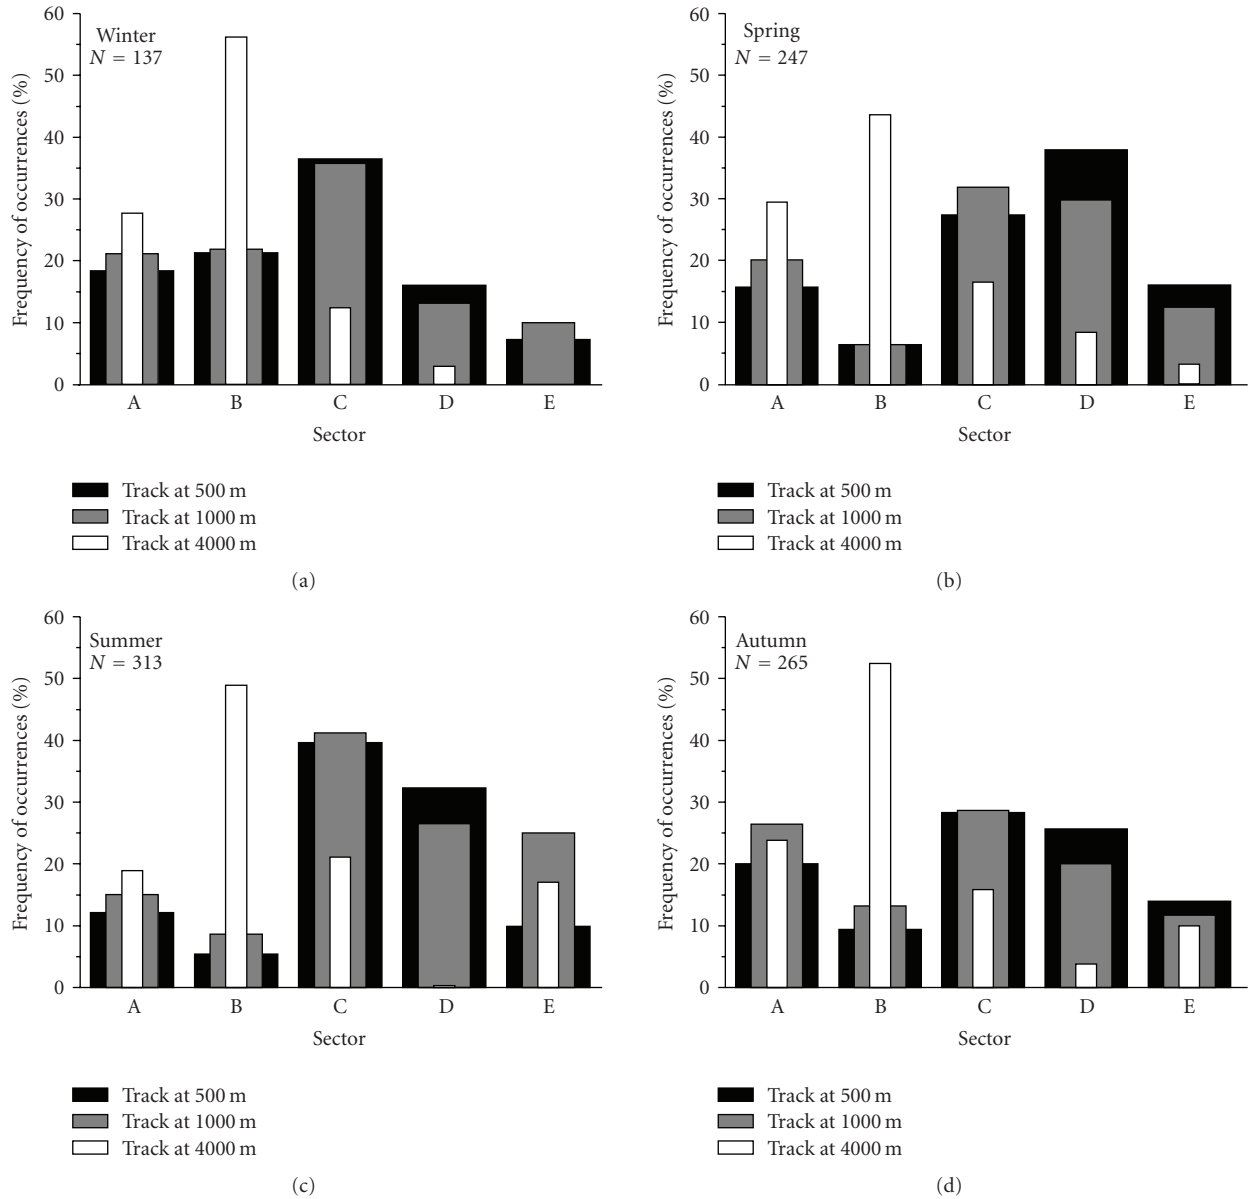 Winter
N = 137
Frequency of occurrences (%)
60
50
40
30
20
10
0
A B C D E
Sector
Track at 500 m
Track at 1000 m
Track at 4000 m
(a)
Spring
N = 247
Frequency of occurrences (%)
60
50
40
30
20
10
0
A B C D E
Sector
Track at 500 m
Track at 1000 m
Track at 4000 m
(b)
Summer
N = 313
Frequency of occurrences (%)
60
50
40
30
20
10
0
A B C D E
Sector
Track at 500 m
Track at 1000 m
Track at 4000 m
(c)
Autumn
N = 265
Frequency of occurrences (%)
60
50
40
30
20
10
0
A B C D E
Sector
Track at 500 m
Track at 1000 m
Track at 4000 m
(d)